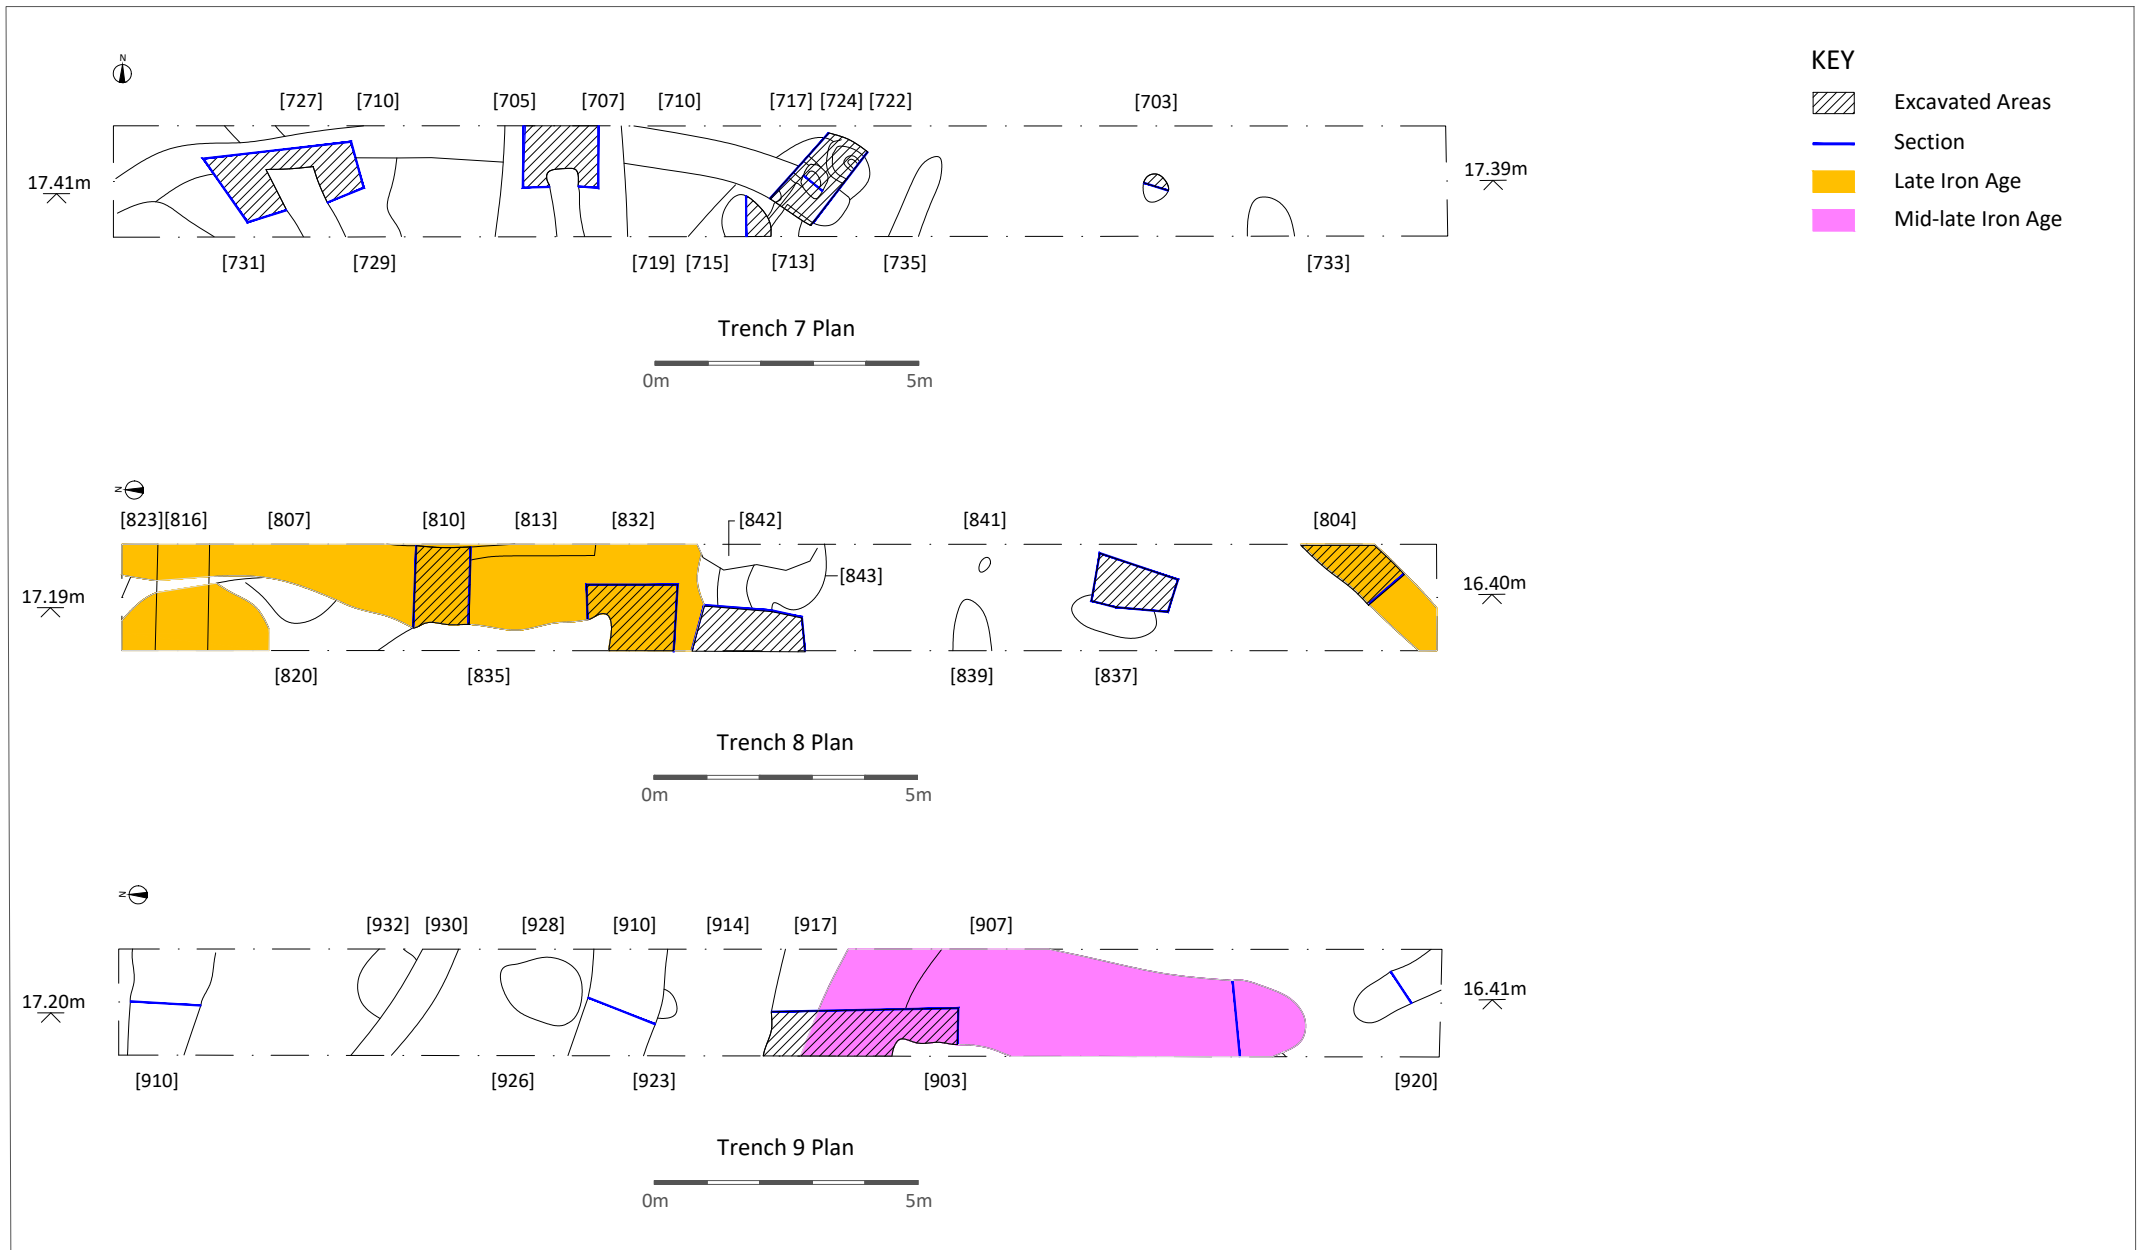 KEY
Excavated Areas
Section
Late Iron Age
Mid-late Iron Age
N
[727] [710] [705] [707] [710] [717] [724] [722] [703]
17.41m 17.39m
[731] [729] [719] [715] [713] [735] [733]
Trench 7 Plan
0m 5m
N
[823][816] [807] [810] [813] [832] [842] [841] [804]
[843]
17.19m 16.40m
[820] [835] [839] [837]
Trench 8 Plan
0m 5m
N
[932] [930] [928] [910] [914] [917] [907]
17.20m 16.41m
[910] [926] [923] [903] [920]
Trench 9 Plan
0m 5m